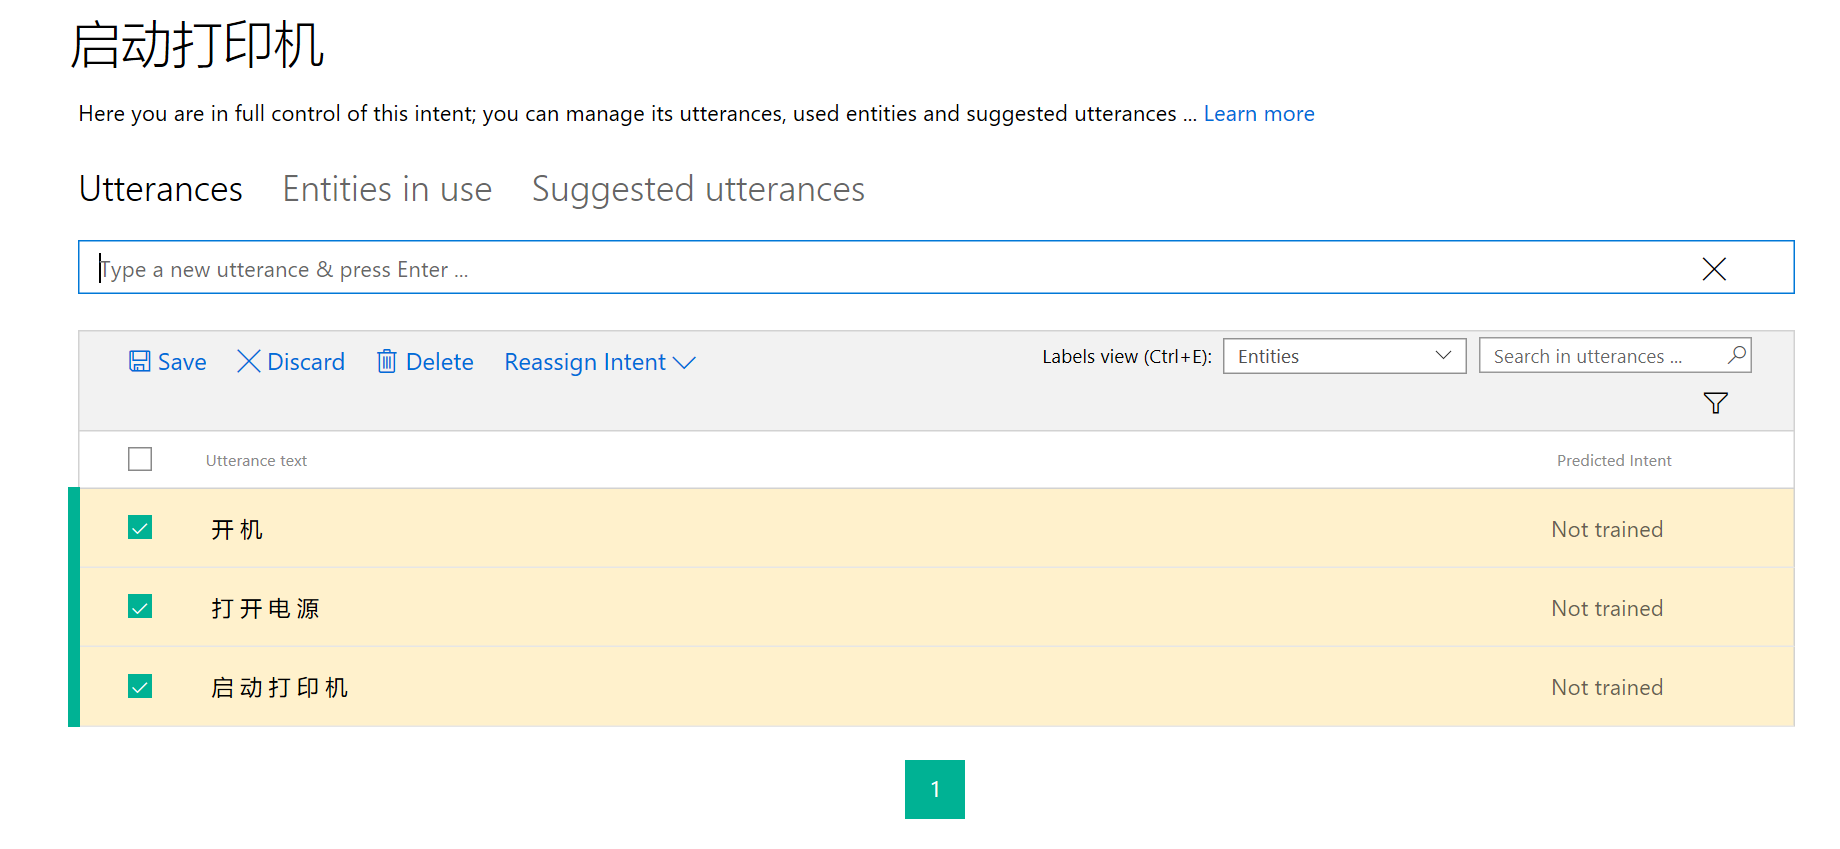 启动打印机
Here you are in full control of this intent; you can manage its utterances, used entities and suggested utterances ... Learn more
Utterances Entities in use Suggested utterances
Type a new utterance & press Enter ...
Save Discard Delete Reassign Intent Labels view (Ctrl+E): Entities Search in utterances ...
Utterance text Predicted Intent
开机 Not trained
打开电源 Not trained
启动打印机 Not trained
1